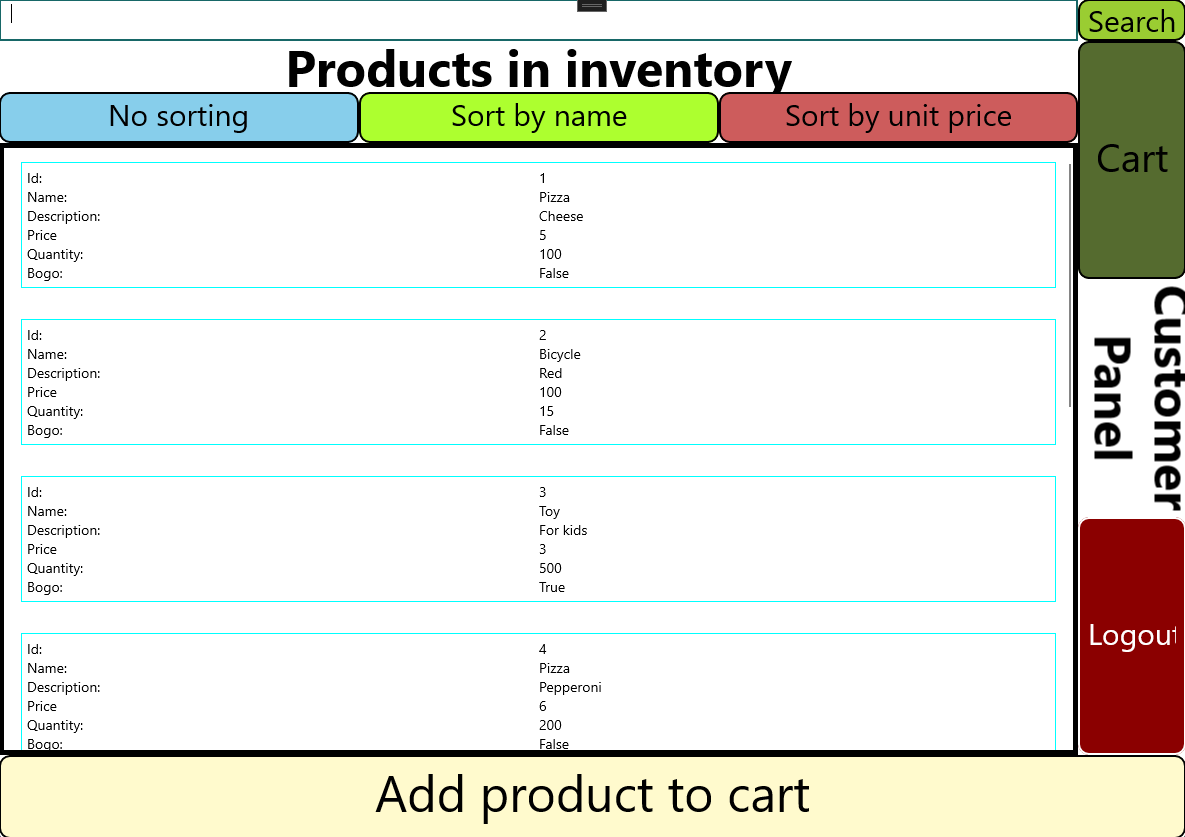 Search
Products in inventory
No sorting Sort by name Sort by unit price
Cart
Id: 1
Name: Pizza
Description: Cheese
Price 5
Quantity: 100
Bogo: False
Id: 2
Name: Bicycle
Description: Red
Price 100
Quantity: 15
Bogo: False
Id: 3
Name: Toy
Description: For kids
Price 3
Quantity: 500
Bogo: True
Id: 4
Name: Pizza
Description: Pepperoni
Price 6
Quantity: 200
Bogo: False
Customer
Panel
Logout
Add product to cart